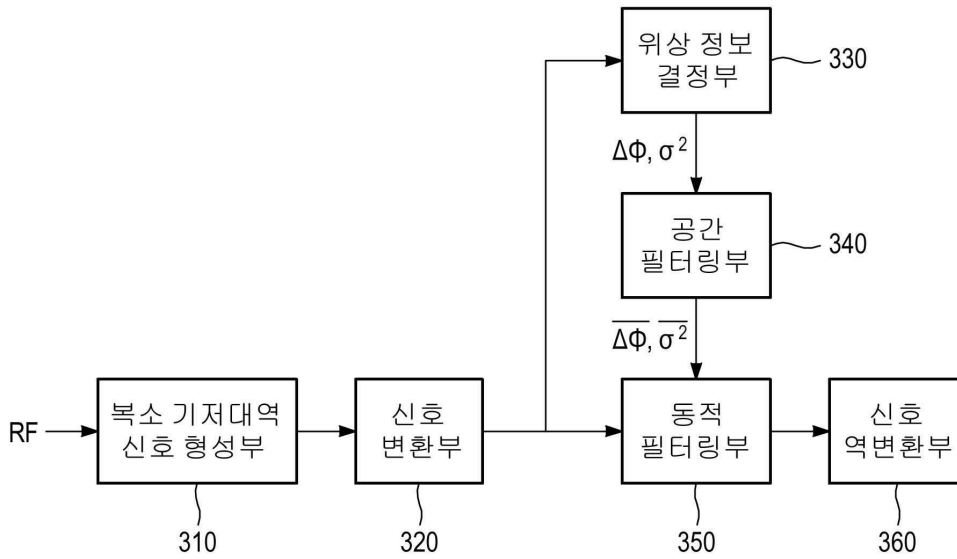 위상 정보
결정부
330
ΔΦ, σ²
공간
필터링부
340
Δ̅Φ̅, σ̅²̅
RF
복소 기저대역
신호 형성부
신호
변환부
동적
필터링부
신호
역변환부
310
320
350
360